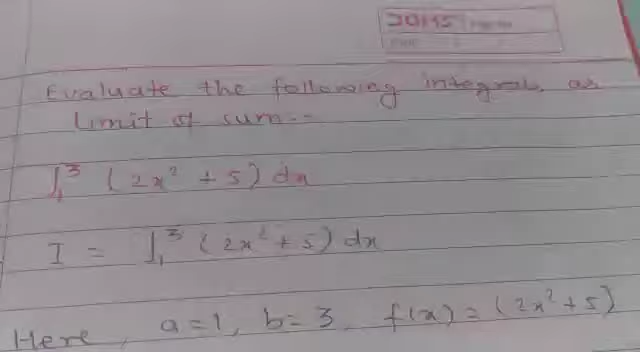 Evaluate the following integrals as
limit of sum--
∫₁³ (2x² + 5) dx
I = ∫₁³ (2x² + 5) dx
Here, a = 1, b = 3, f(x) = (2x² + 5)